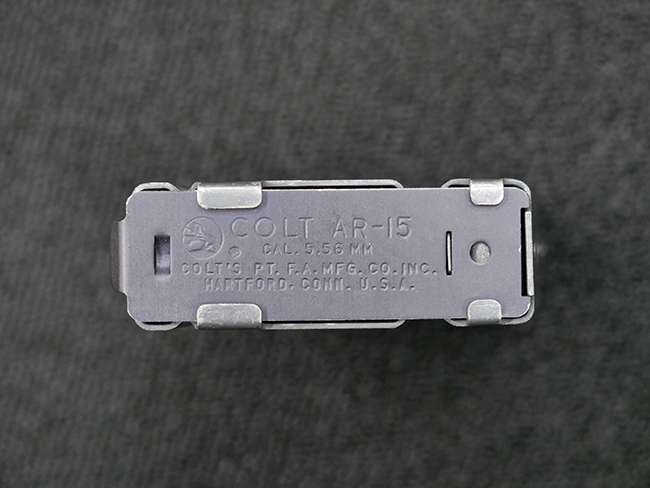 COLT AR-15
CAL. 5.56 MM
COLT'S PT. F.A. MFG. CO. INC.
HARTFORD. CONN. U.S.A.